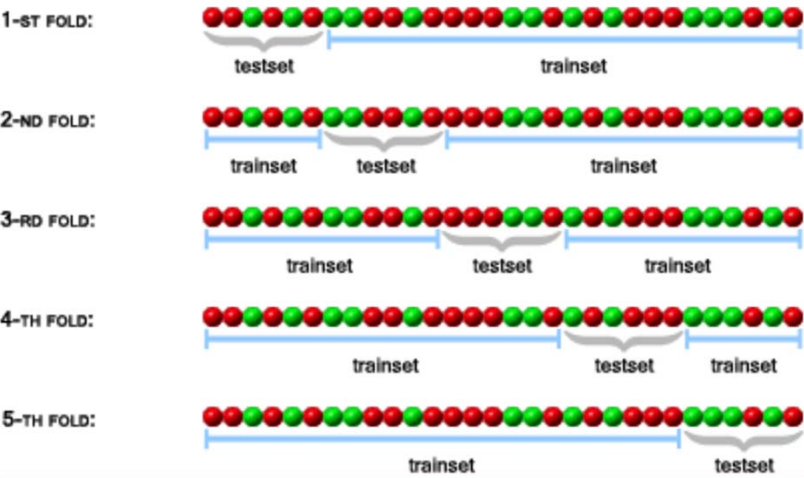 1-ST FOLD:
testset trainset
2-ND FOLD:
trainset testset trainset
3-RD FOLD:
trainset testset trainset
4-TH FOLD:
trainset testset trainset
5-TH FOLD:
trainset testset